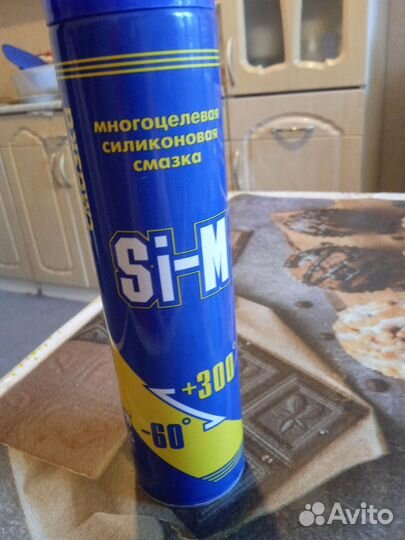 многоцелевая
силиконовая
смазка
Si-M
+300°
-60°
Avito